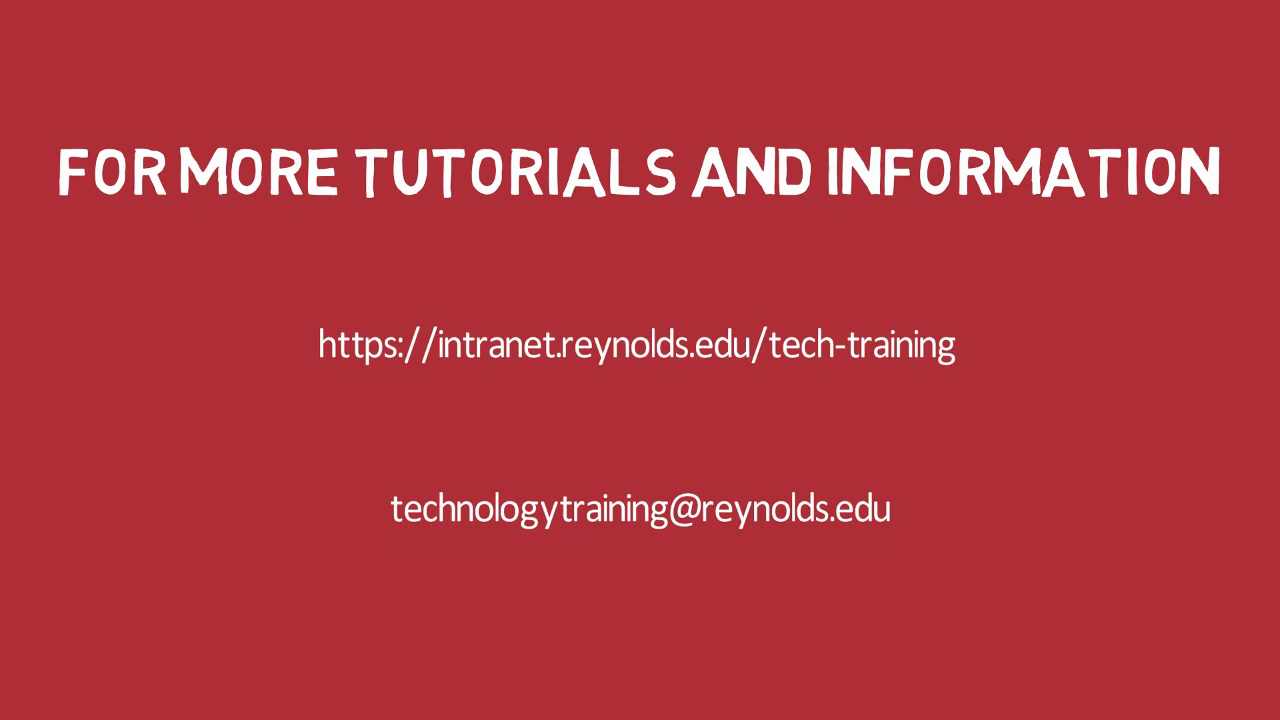 FOR MORE TUTORIALS AND INFORMATION
https://intranet.reynolds.edu/tech-training
technologytraining@reynolds.edu